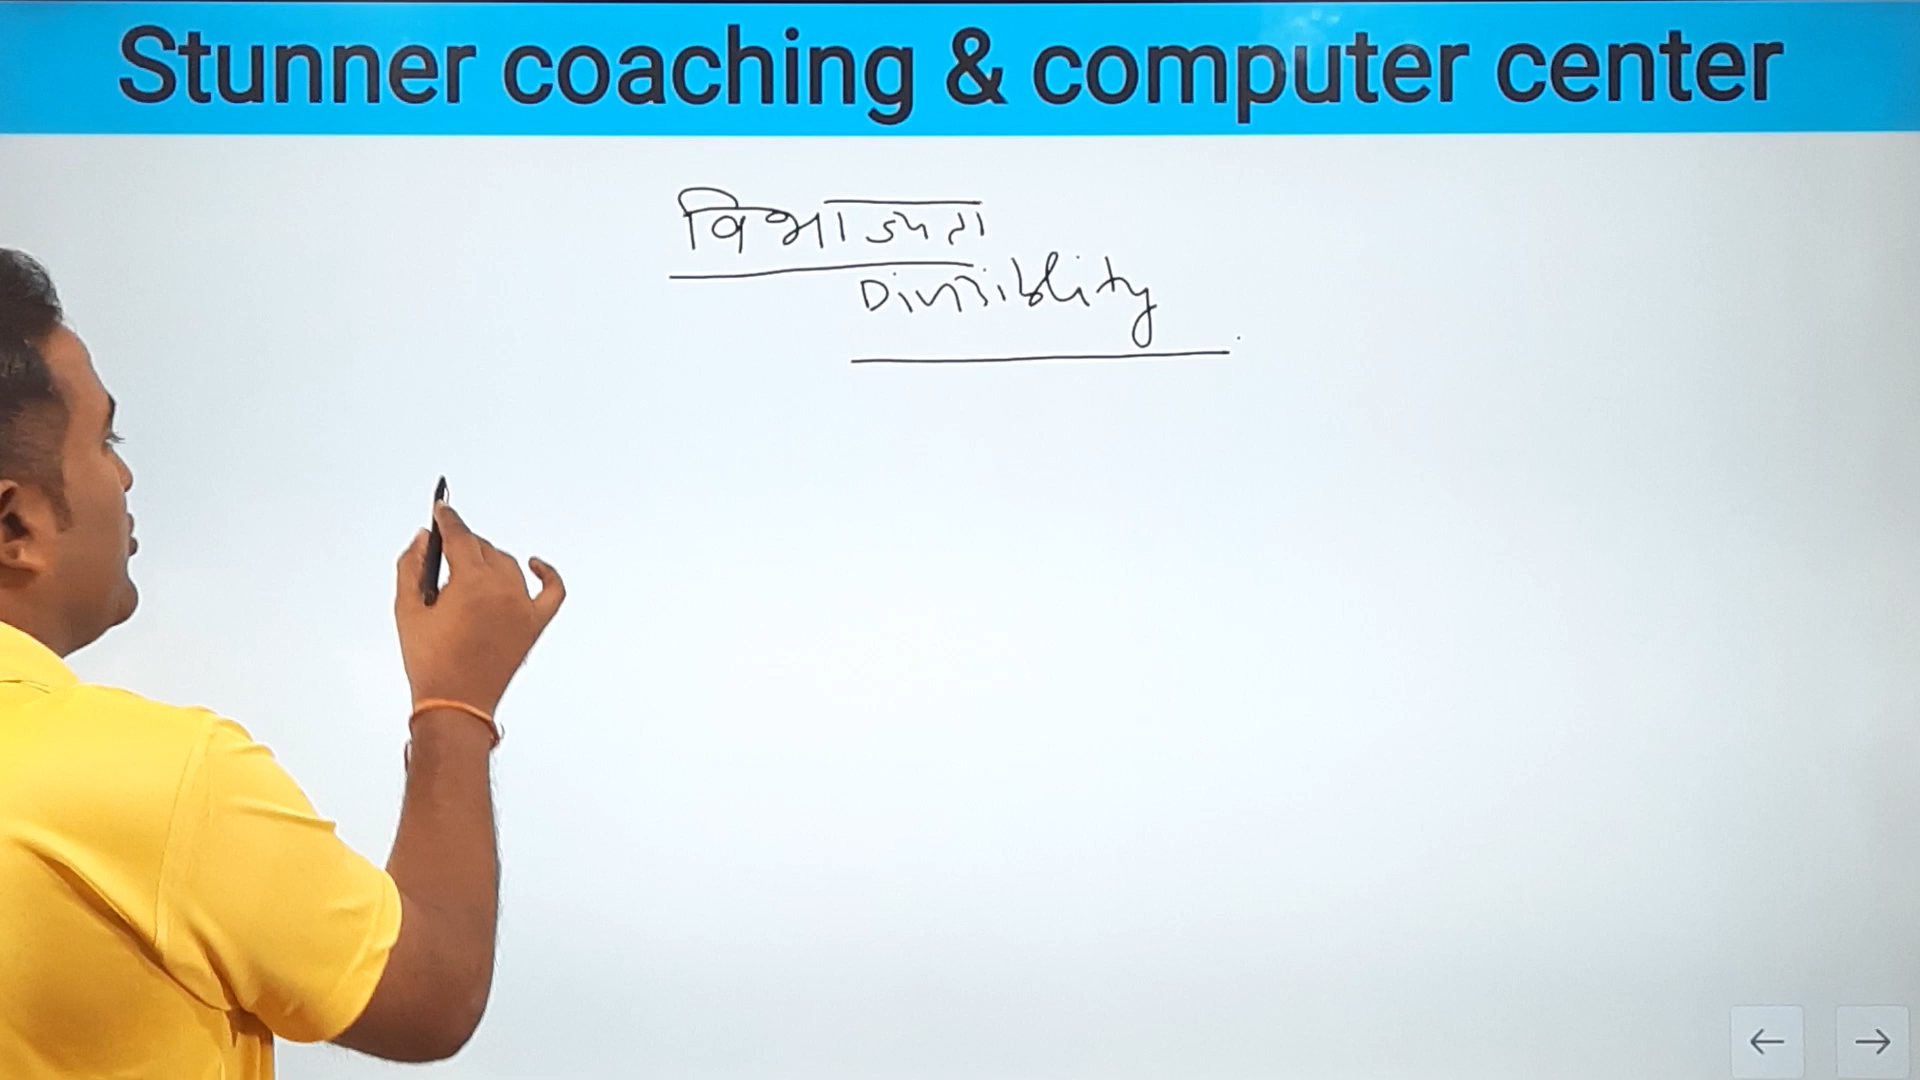 Stunner coaching & computer center
विभाज्यता
Divisiblity